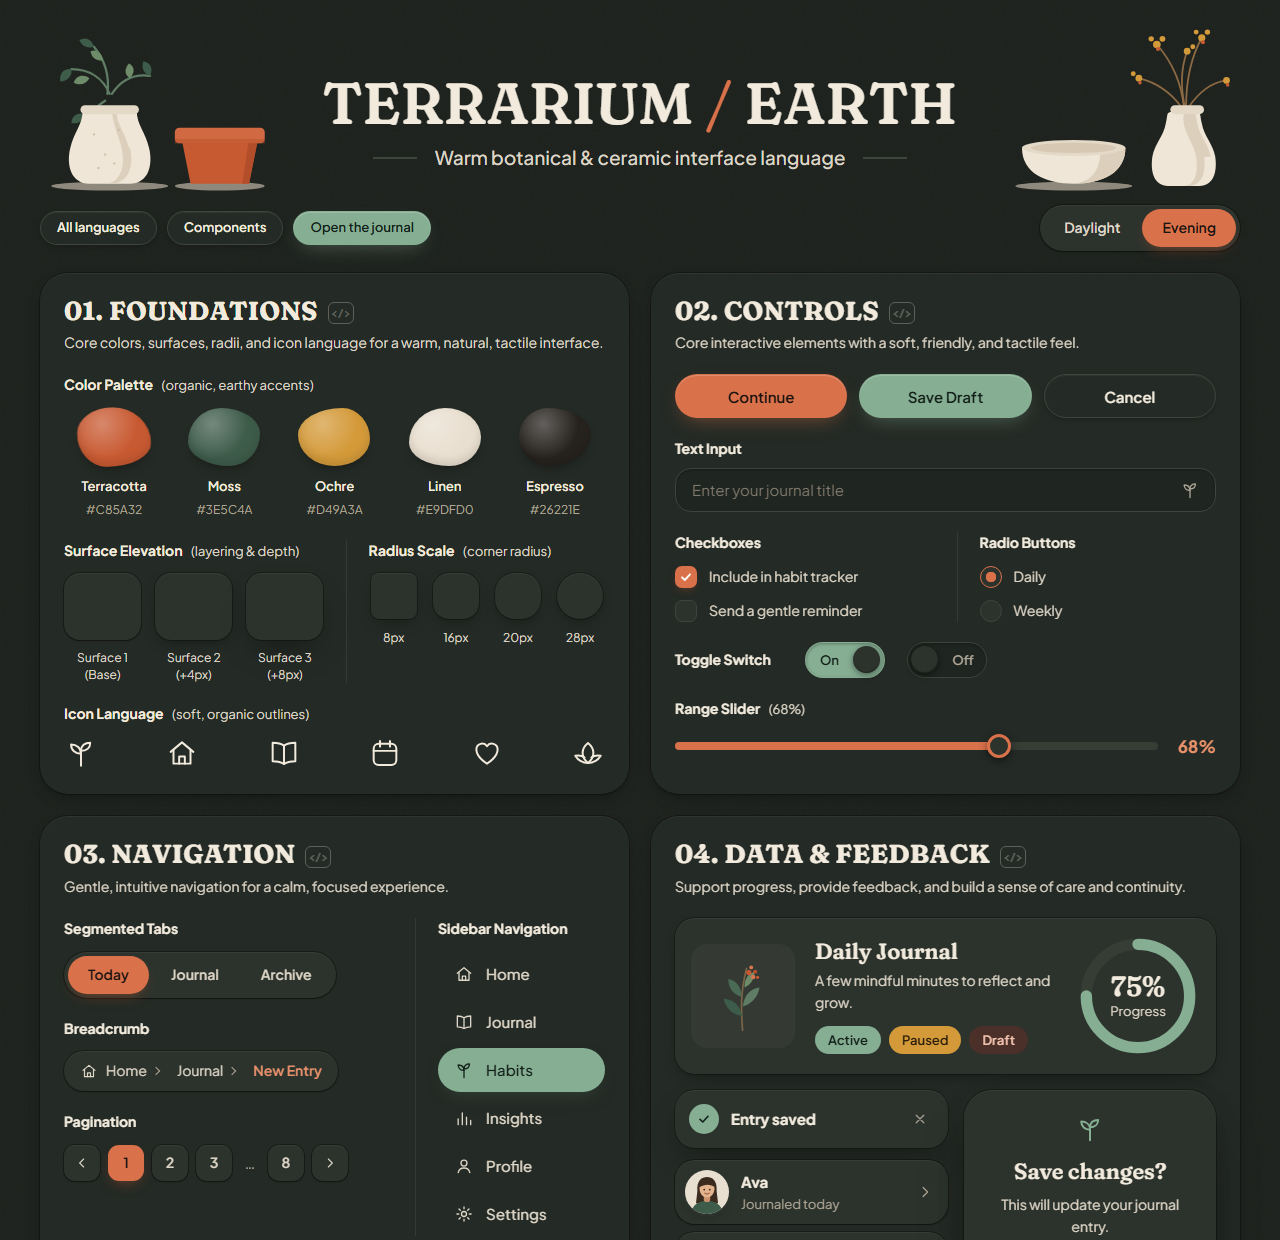 TERRARIUM / EARTH
Warm botanical & ceramic interface language
All languages
Components
Open the journal
Daylight
Evening
01. FOUNDATIONS </>
Core colors, surfaces, radii, and icon language for a warm, natural, tactile interface.
Color Palette (organic, earthy accents)
Terracotta
Moss
Ochre
Linen
Espresso
#C85A32
#3E5C4A
#D49A3A
#E9DFD0
#26221E
Surface Elevation (layering & depth)
Surface 1
(Base)
Surface 2
(+4px)
Surface 3
(+8px)
Radius Scale (corner radius)
8px
16px
20px
28px
Icon Language (soft, organic outlines)
02. CONTROLS </>
Core interactive elements with a soft, friendly, and tactile feel.
Continue
Save Draft
Cancel
Text Input
Enter your journal title
Checkboxes
Include in habit tracker
Send a gentle reminder
Radio Buttons
Daily
Weekly
Toggle Switch
On
Off
Range Slider (68%)
68%
03. NAVIGATION </>
Gentle, intuitive navigation for a calm, focused experience.
Segmented Tabs
Today
Journal
Archive
Breadcrumb
Home
Journal
New Entry
Pagination
1
2
3
...
8
Sidebar Navigation
Home
Journal
Habits
Insights
Profile
Settings
04. DATA & FEEDBACK </>
Support progress, provide feedback, and build a sense of care and continuity.
Daily Journal
A few mindful minutes to reflect and
grow.
Active
Paused
Draft
75%
Progress
Entry saved
Ava
Journaled today
Save changes?
This will update your journal
entry.